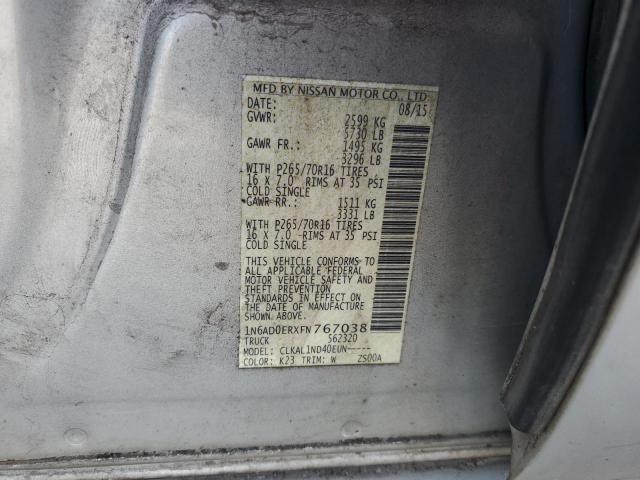 MFD BY NISSAN MOTOR CO., LTD
DATE: 08/15
GVWR: 2599 KG
5730 LB
GAWR FR.: 1495 KG
3296 LB
WITH P265/70R16 TIRES
16 X 7.0 RIMS AT 35 PSI
COLD SINGLE
GAWR RR.: 1511 KG
3331 LB
WITH P265/70R16 TIRES
16 X 7.0 RIMS AT 35 PSI
COLD SINGLE
THIS VEHICLE CONFORMS TO
ALL APPLICABLE FEDERAL
MOTOR VEHICLE SAFETY AND
THEFT PREVENTION
STANDARDS IN EFFECT ON
THE DATE OF MANUFACTURE
SHOWN ABOVE.
1N6AD0ERXFN767038
TRUCK 562320
MODEL: CLKAL1ND40EUN-----
COLOR: K23 TRIM: W ZS00A